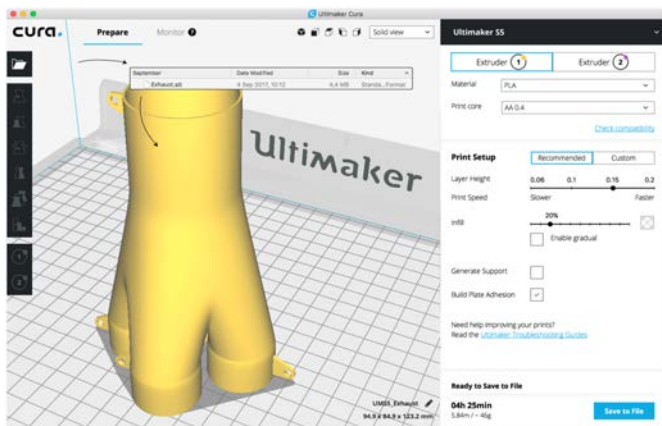 Ultimaker Cura
cura.
Prepare
Monitor
Solid view
Ultimaker S5
September
Date Modified
Size
Kind
Exhaust.stl
4 Sep 2017, 10:12
4,4 MB
Standa...Format
Ultimaker
1
2
Extruder 1
Extruder 2
Material
PLA
Print core
AA 0.4
Check compatibility
Print Setup
Recommended
Custom
Layer Height
0.06
0.1
0.15
0.2
Print Speed
Slower
Faster
Infill
20%
Enable gradual
Generate Support
Build Plate Adhesion
Need help improving your prints?
Read the Ultimaker Troubleshooting Guides
UMS5_Exhaust
94.9 x 84.9 x 123.2 mm
Ready to Save to File
04h 25min
5.84m / ~ 46g
Save to File